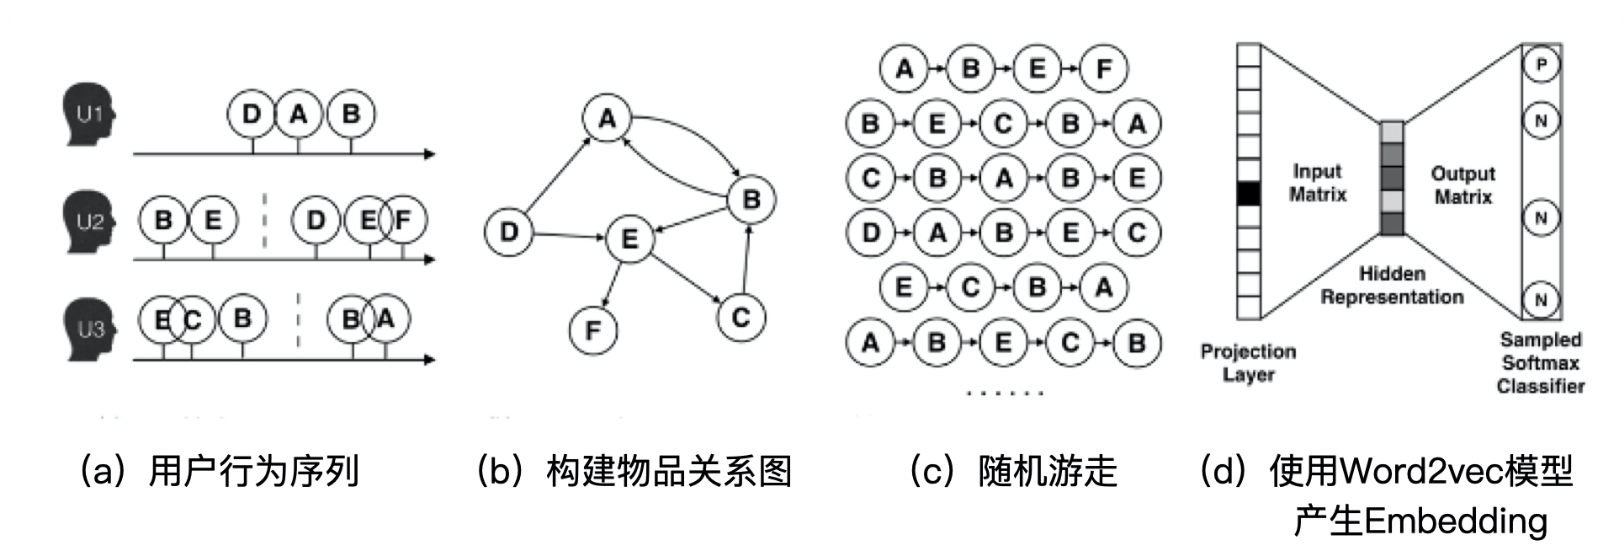 U1
D A B
U2
B E D E F
U3
E C B B A
A
B
D
E
C
F
A B E F
B E C B A
C B A B E
D A B E C
E C B A
A B E C B
......
P
N
N
N
Input
Matrix
Output
Matrix
Hidden
Representation
Projection
Layer
Sampled
Softmax
Classifier
（a）用户行为序列
（b）构建物品关系图
（c）随机游走
（d）使用Word2vec模型
产生Embedding